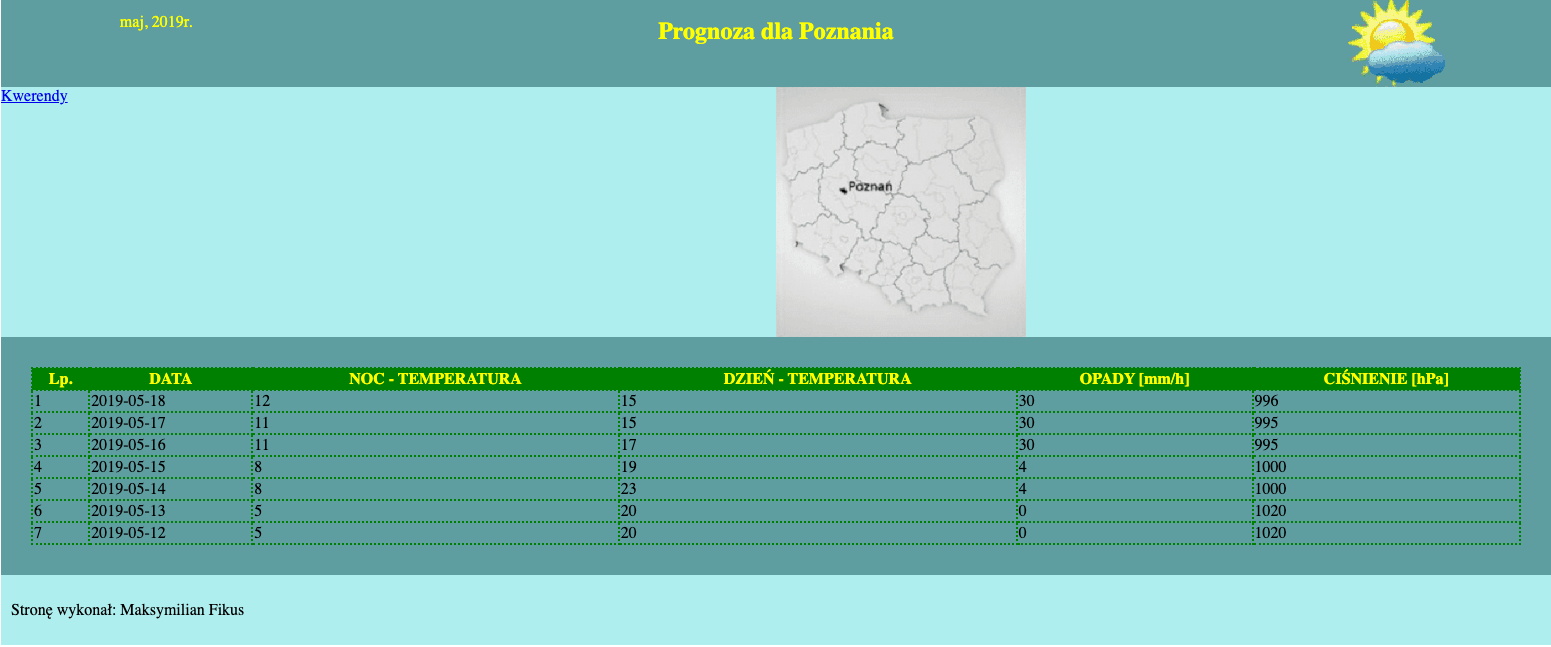 maj, 2019r.
Prognoza dla Poznania
Kwerendy
Poznań
Lp. DATA NOC - TEMPERATURA DZIEŃ - TEMPERATURA OPADY [mm/h] CIŚNIENIE [hPa]
1 2019-05-18 12 15 30 996
2 2019-05-17 11 15 30 995
3 2019-05-16 11 17 30 995
4 2019-05-15 8 19 4 1000
5 2019-05-14 8 23 4 1000
6 2019-05-13 5 20 0 1020
7 2019-05-12 5 20 0 1020
Stronę wykonał: Maksymilian Fikus